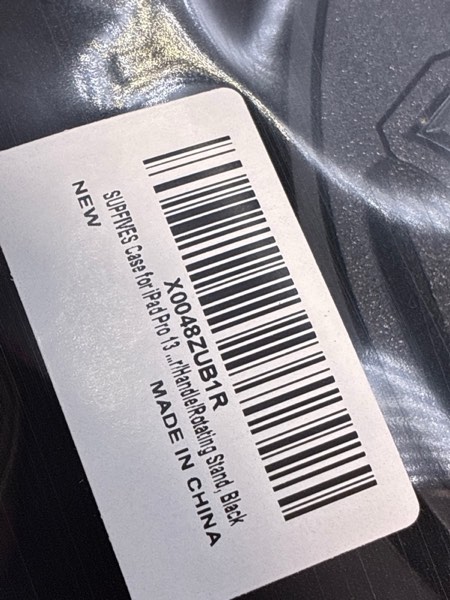 X0048ZUB1R
SUPFIVES Case for iPad Pro 13 ...r/Handle/Rotating Stand, Black
NEW
MADE IN CHINA